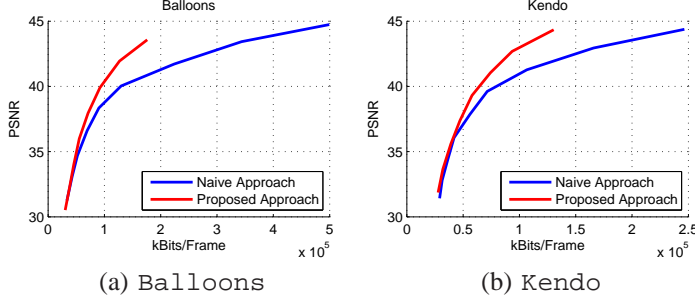 Balloons
45
40
35
30
PSNR
Naive Approach
Proposed Approach
0 1 2 3 4 5
kBits/Frame
x 10^5
(a) Balloons
Kendo
45
40
35
30
PSNR
Naive Approach
Proposed Approach
0 0.5 1 1.5 2 2.5
kBits/Frame
x 10^5
(b) Kendo